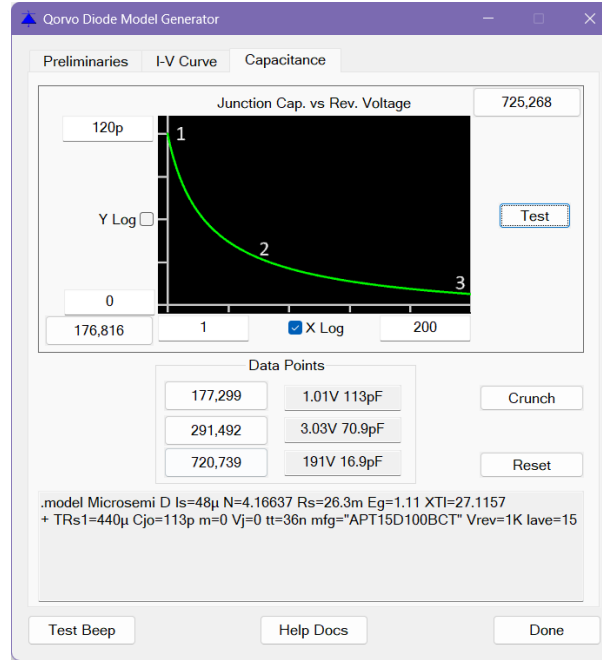 Qorvo Diode Model Generator
Preliminaries I-V Curve Capacitance
Junction Cap. vs Rev. Voltage 725,268
120p
1
Y Log Test
2
3
0
176,816 1 X Log 200
Data Points
177,299 1.01V 113pF Crunch
291,492 3.03V 70.9pF
720,739 191V 16.9pF Reset
.model Microsemi D Is=48µ N=4.16637 Rs=26.3m Eg=1.11 XTI=27.1157
+ TRs1=440µ Cjo=113p m=0 Vj=0 tt=36n mfg="APT15D100BCT" Vrev=1K Iave=15
Test Beep Help Docs Done